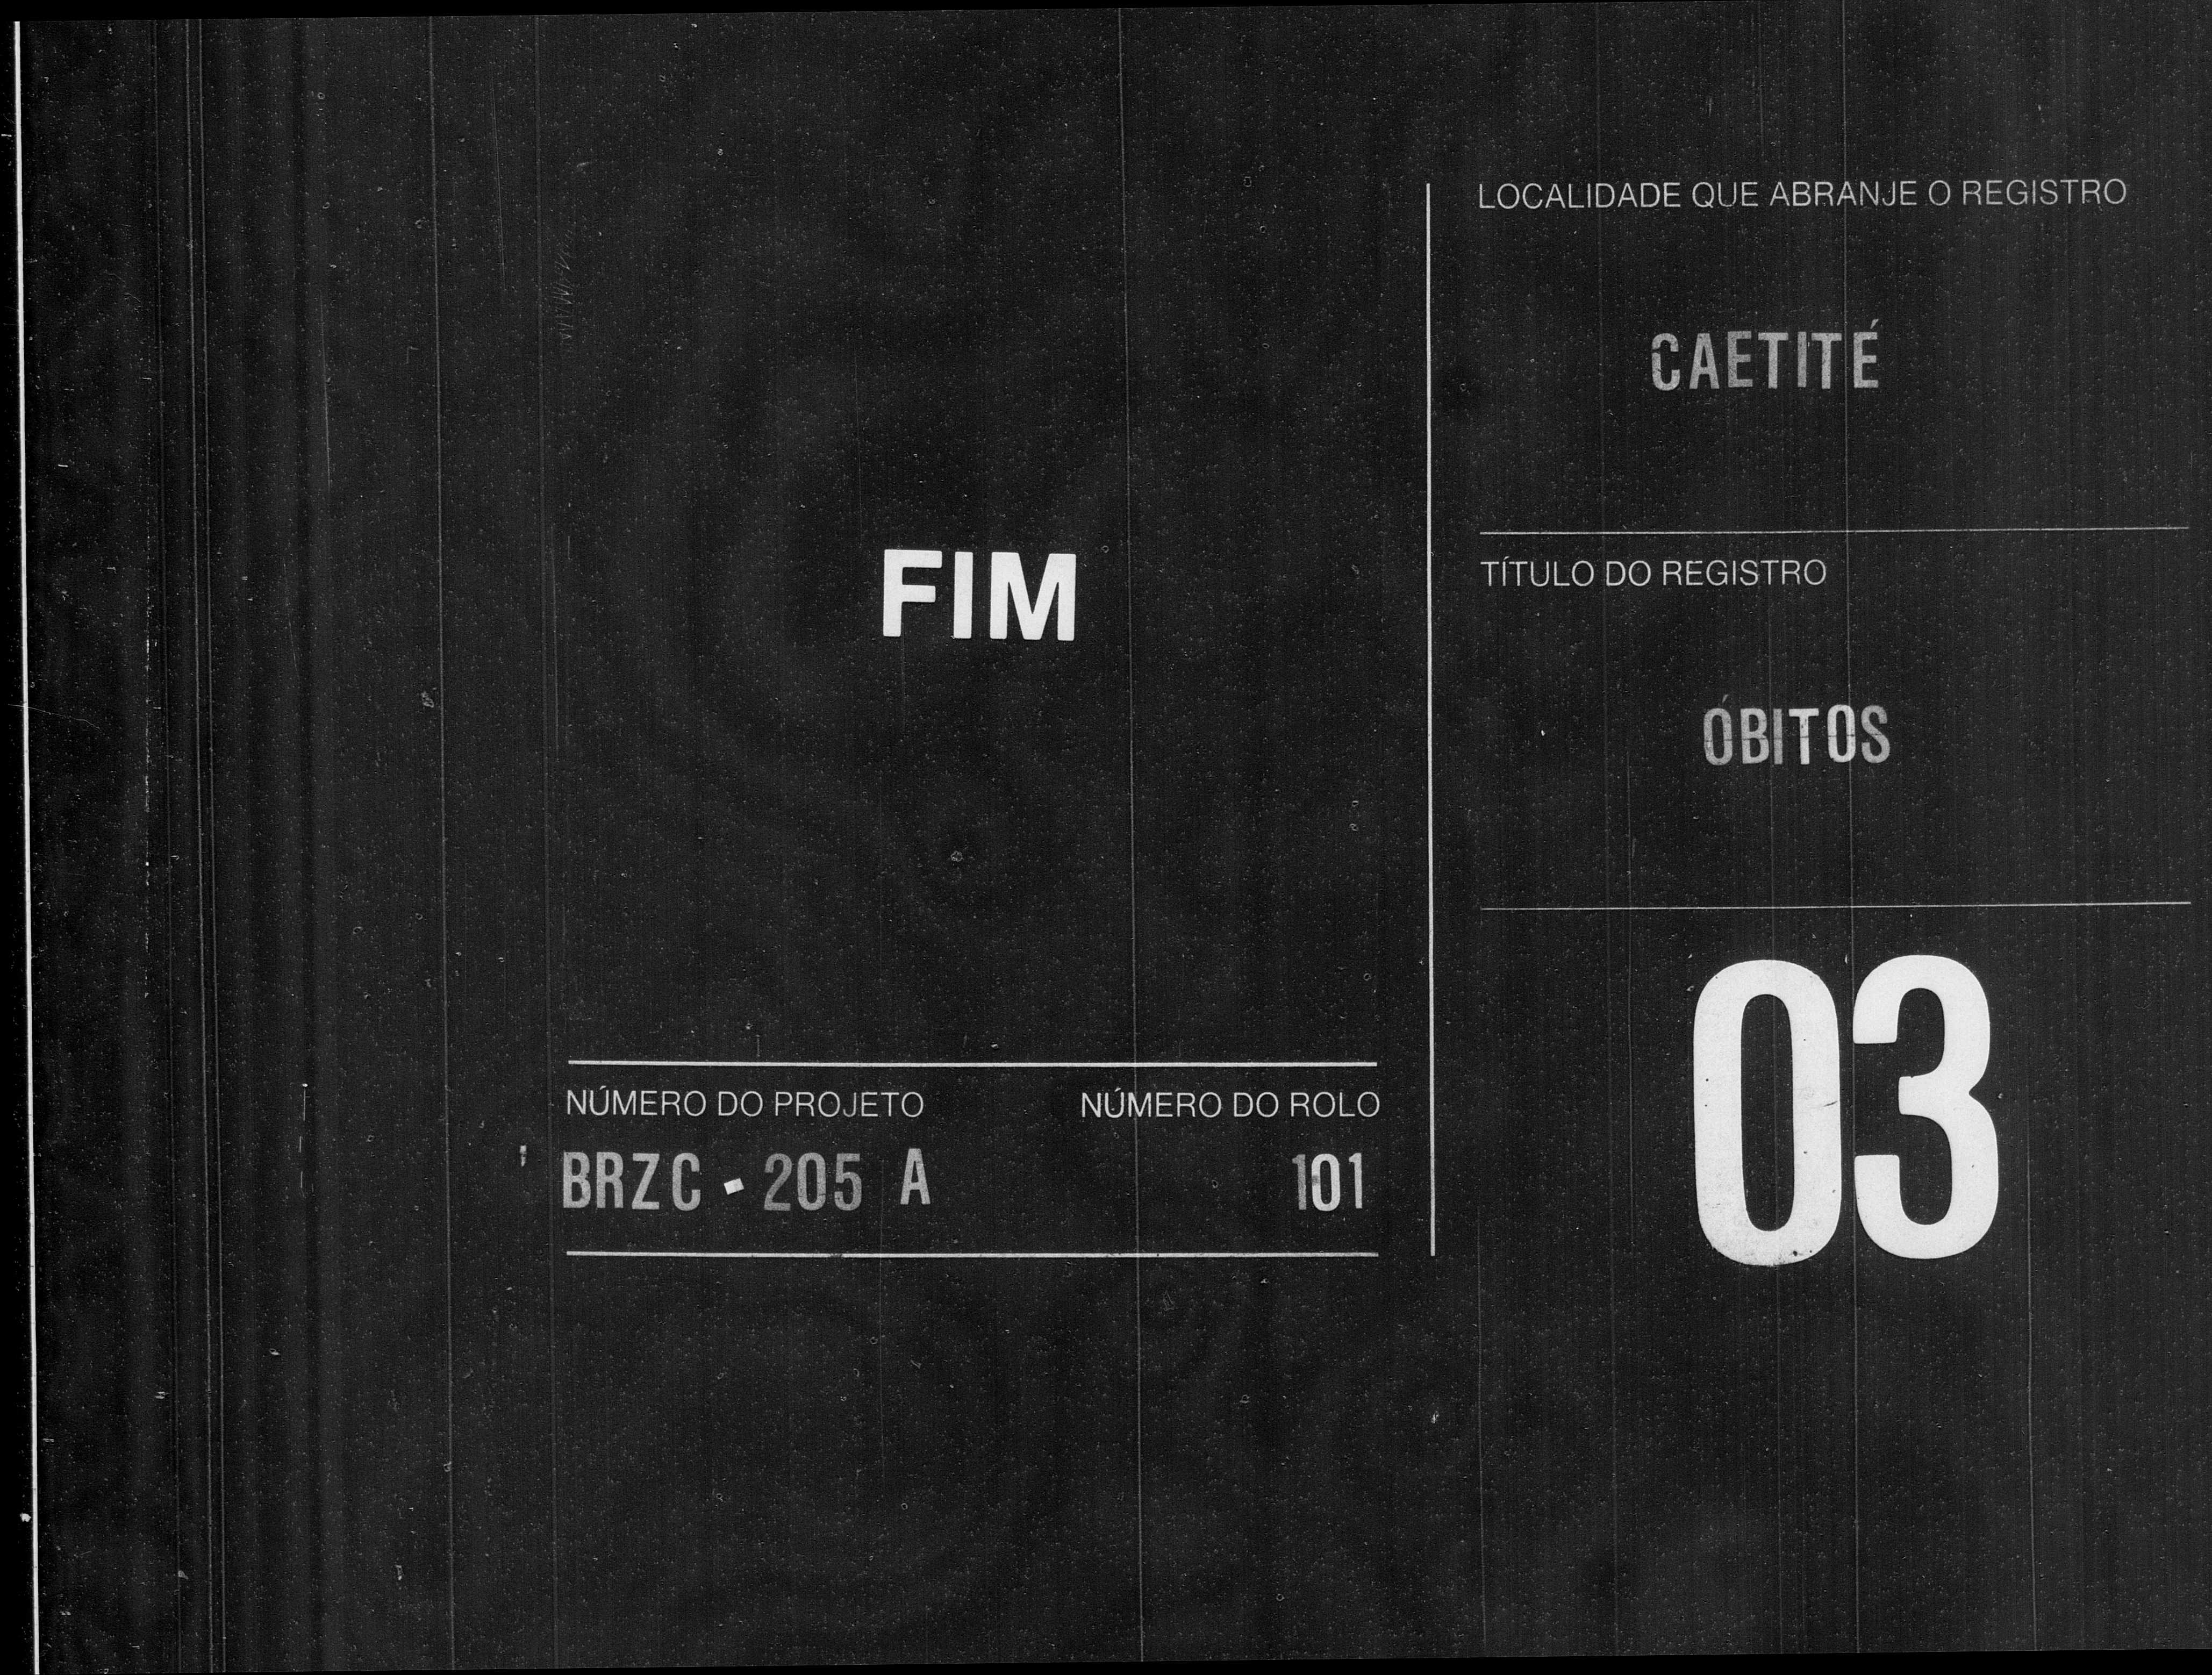 FIM
NÚMERO DO PROJETO
BRZC - 205 A
NÚMERO DO ROLO
101
LOCALIDADE QUE ABRANJE O REGISTRO
CAETITÉ
TÍTULO DO REGISTRO
ÓBITOS
03